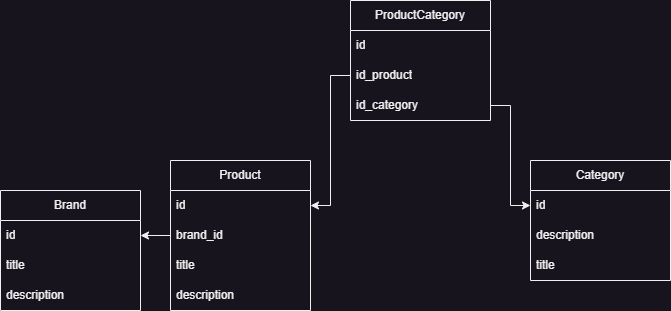 ProductCategory
id
id_product
id_category
Product
id
brand_id
title
description
Brand
id
title
description
Category
id
description
title